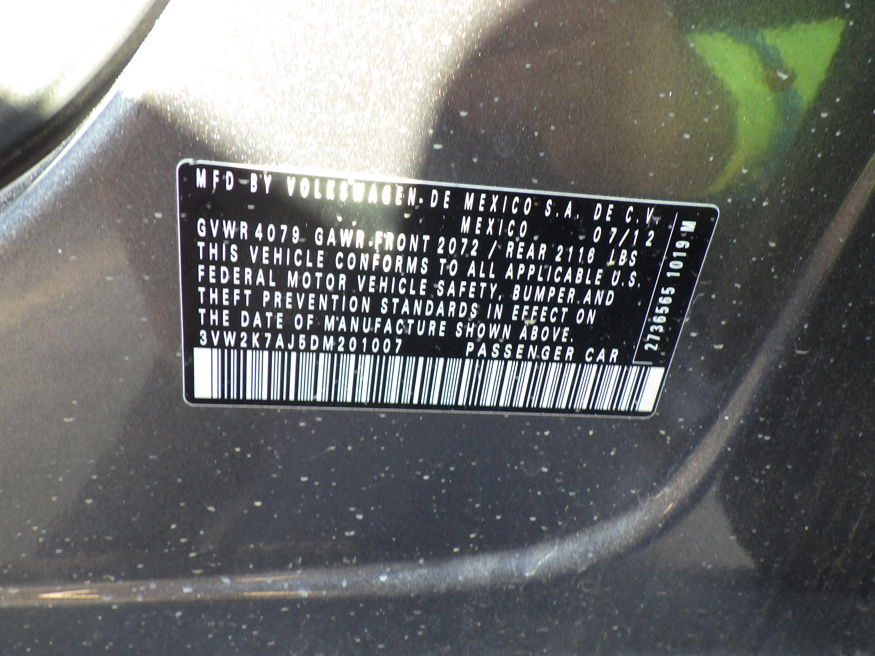 MFD BY VOLKSWAGEN DE MEXICO S.A. DE C.V.
MEXICO 07/12
GVWR 4079 GAWR FRONT 2072 / REAR 2116 LBS
THIS VEHICLE CONFORMS TO ALL APPLICABLE U.S.
FEDERAL MOTOR VEHICLE SAFETY, BUMPER AND
THEFT PREVENTION STANDARDS IN EFFECT ON
THE DATE OF MANUFACTURE SHOWN ABOVE.
3VW2K7AJ5DM201007 PASSENGER CAR
2736565 1019 M